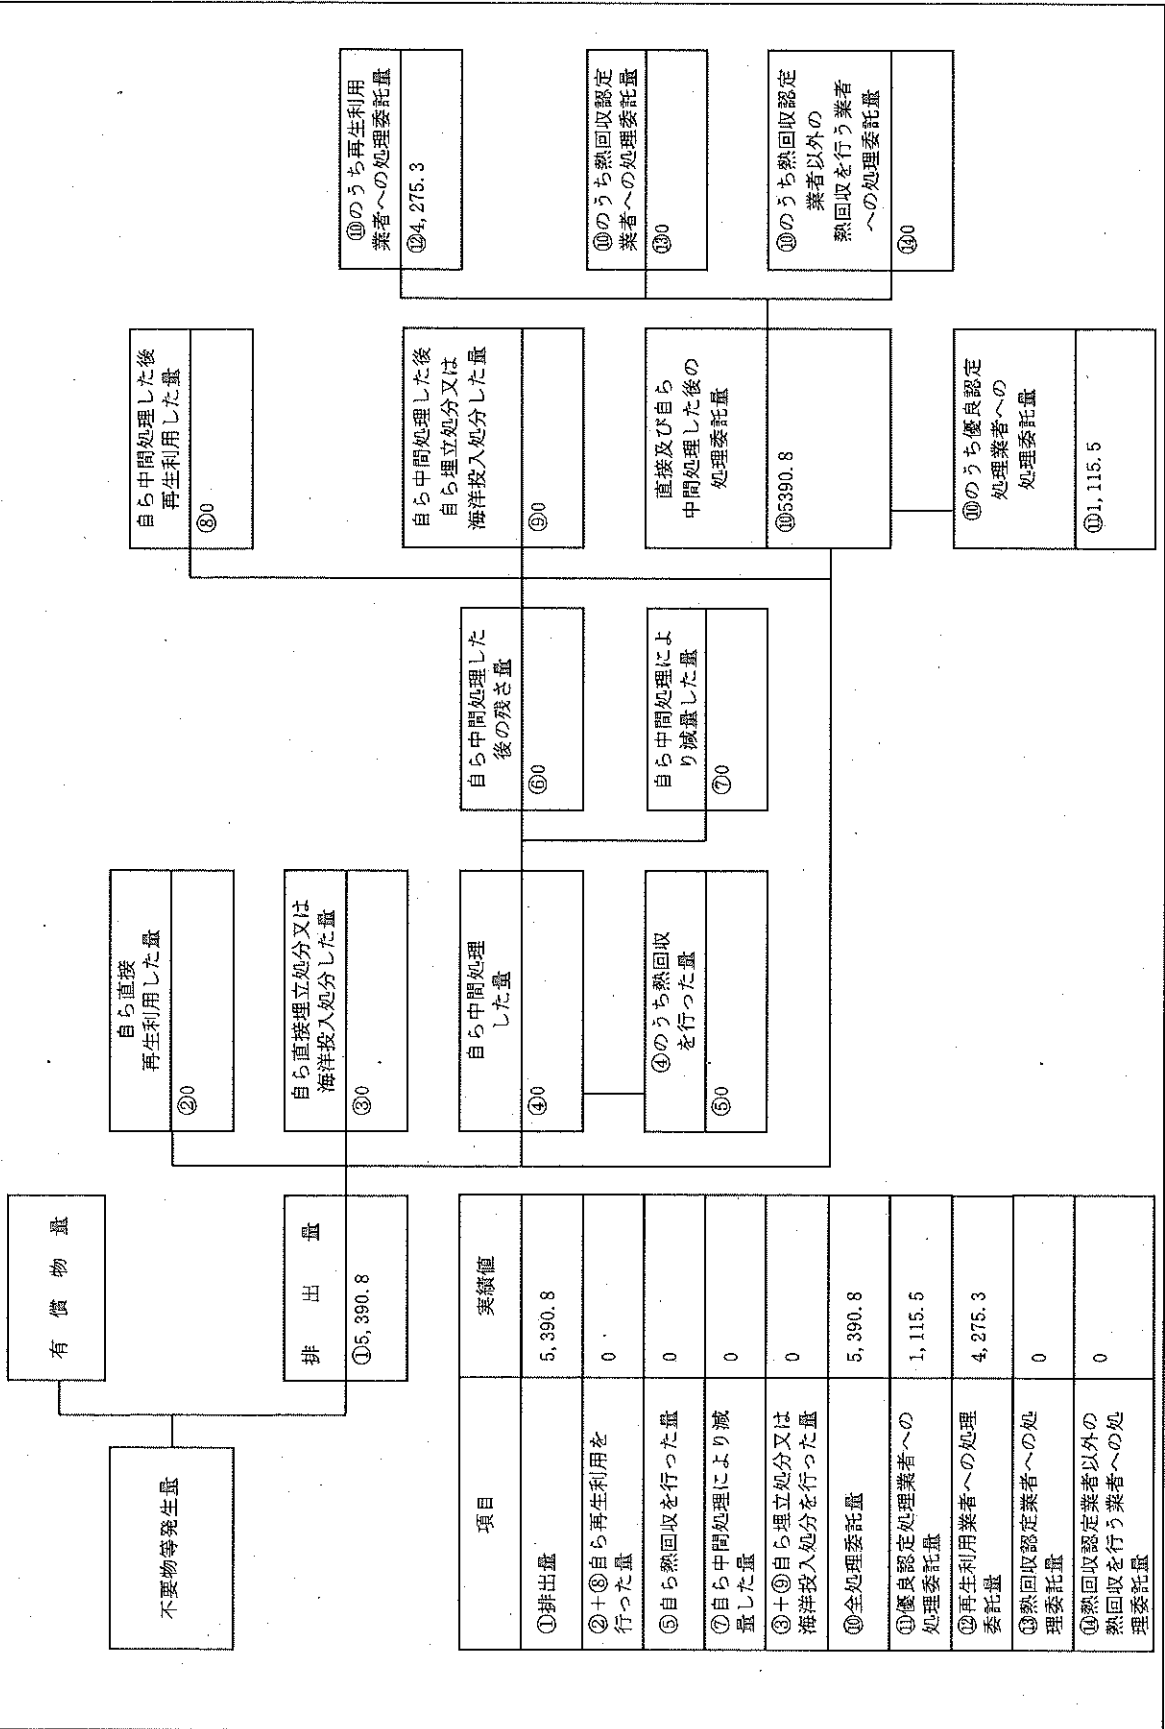 不要物等発生量
有償物量
排出量
①5,390.8
自ら直接
再生利用した量
②0
自ら直接埋立処分又は
海洋投入処分した量
③0
自ら中間処理
した量
④0
④のうち熱回収
を行った量
⑤0
自ら中間処理した
後の残さ量
⑥0
自ら中間処理によ
り減量した量
⑦0
自ら中間処理した後
再生利用した量
⑧0
自ら中間処理した後
自ら埋立処分又は
海洋投入処分した量
⑨0
直接及び自ら
中間処理した後の
処理委託量
⑩5390.8
⑩のうち優良認定
処理業者への
処理委託量
⑪1,115.5
⑩のうち再生利用
業者への処理委託量
⑫4,275.3
⑩のうち熱回収認定
業者への処理委託量
⑬0
⑩のうち熱回収認定
業者以外の
熱回収を行う業者
への処理委託量
⑭0
項目 実績値
①排出量 5,390.8
②+⑧自ら再生利用を
行った量 0
⑤自ら熱回収を行った量 0
⑦自ら中間処理により減
量した量 0
③+⑨自ら埋立処分又は
海洋投入処分を行った量 0
⑩全処理委託量 5,390.8
⑪優良認定処理業者への
処理委託量 1,115.5
⑫再生利用業者への処理
委託量 4,275.3
⑬熱回収認定業者への処
理委託量 0
⑭熱回収認定業者以外の
熱回収を行う業者への処
理委託量 0